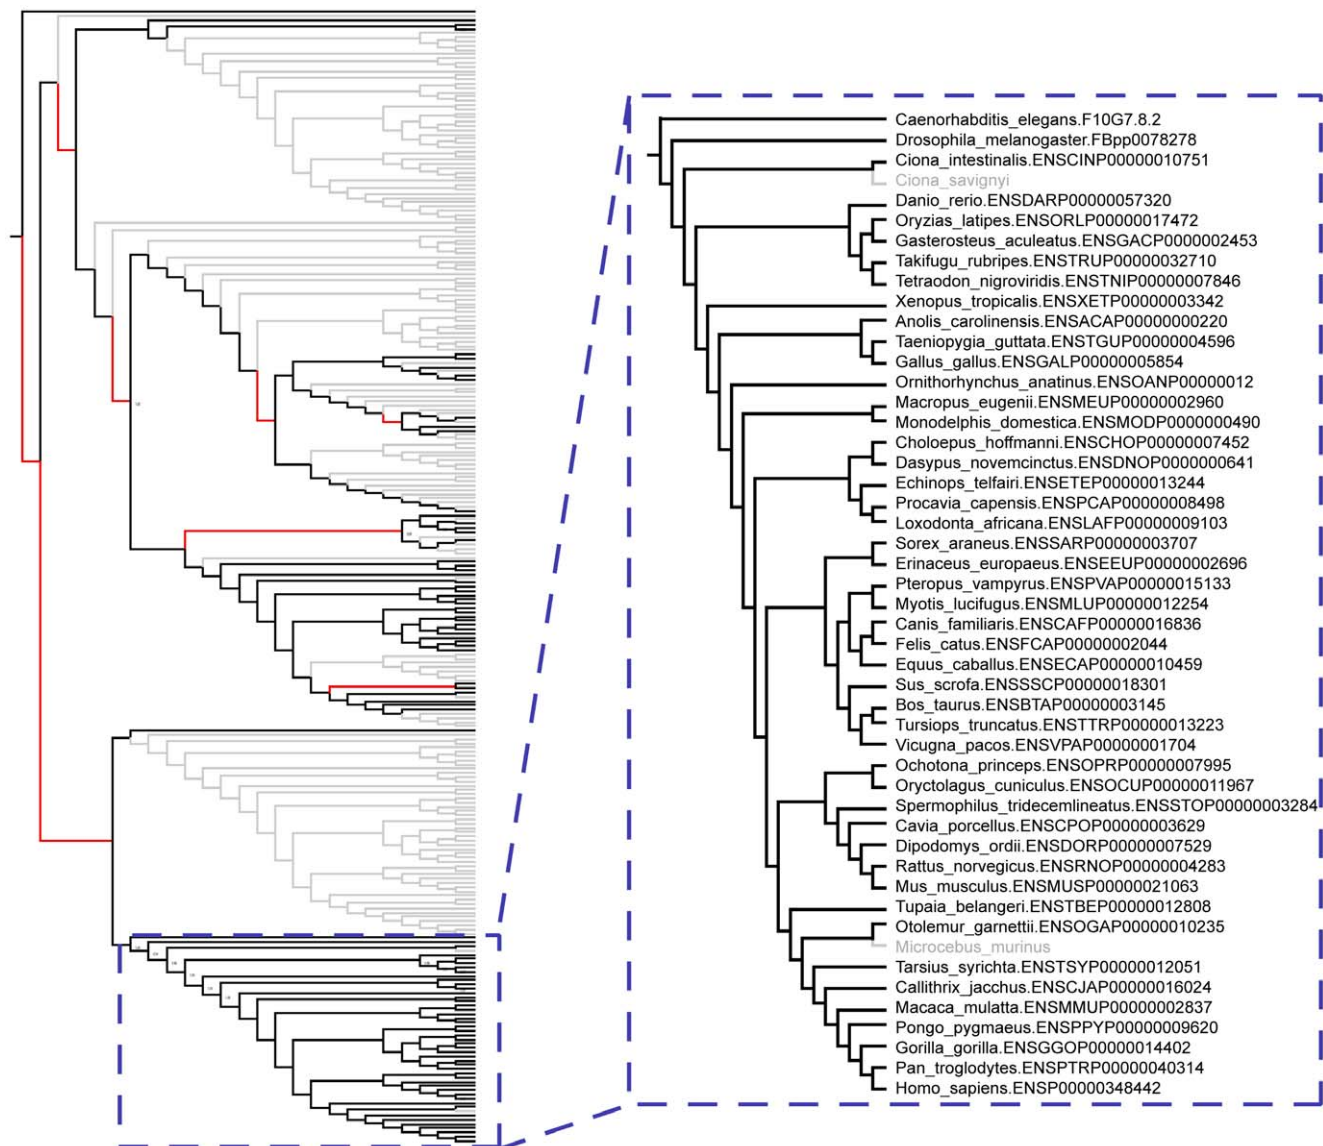 Caenorhabditis_elegans.F10G7.8.2
Drosophila_melanogaster.FBpp0078278
Ciona_intestinalis.ENSCINP00000010751
Ciona_savignyi
Danio_rerio.ENSDARP00000057320
Oryzias_latipes.ENSORLP00000017472
Gasterosteus_aculeatus.ENSGACP0000002453
Takifugu_rubripes.ENSTRUP00000032710
Tetraodon_nigroviridis.ENSTNIP00000007846
Xenopus_tropicalis.ENSXETP00000003342
Anolis_carolinensis.ENSACAP00000000220
Taeniopygia_guttata.ENSTGUP00000004596
Gallus_gallus.ENSGALP00000005854
Ornithorhynchus_anatinus.ENSOANP00000012
Macropus_eugenii.ENSMEUP00000002960
Monodelphis_domestica.ENSMODP0000000490
Choloepus_hoffmanni.ENSCHOP00000007452
Dasypus_novemcinctus.ENSDNOP0000000641
Echinops_telfairi.ENSETEP00000013244
Procavia_capensis.ENSPCAP00000008498
Loxodonta_africana.ENSLAFP00000009103
Sorex_araneus.ENSSARP00000003707
Erinaceus_europaeus.ENSEEUP00000002696
Pteropus_vampyrus.ENSPVAP00000015133
Myotis_lucifugus.ENSMLUP00000012254
Canis_familiaris.ENSCAFP00000016836
Felis_catus.ENSFCAP00000002044
Equus_caballus.ENSECAP00000010459
Sus_scrofa.ENSSSCP00000018301
Bos_taurus.ENSBTAP00000003145
Tursiops_truncatus.ENSTTRP00000013223
Vicugna_pacos.ENSVPAP00000001704
Ochotona_princeps.ENSOPRP00000007995
Oryctolagus_cuniculus.ENSOCUP00000011967
Spermophilus_tridecemlineatus.ENSSTOP00000003284
Cavia_porcellus.ENSCPOP00000003629
Dipodomys_ordii.ENSDORP00000007529
Rattus_norvegicus.ENSRNOP00000004283
Mus_musculus.ENSMUSP00000021063
Tupaia_belangeri.ENSTBEP00000012808
Otolemur_garnettii.ENSOGAP00000010235
Microcebus_murinus
Tarsius_syrichta.ENSTSYP00000012051
Callithrix_jacchus.ENSCJAP00000016024
Macaca_mulatta.ENSMMUP00000002837
Pongo_pygmaeus.ENSPPYP00000009620
Gorilla_gorilla.ENSGGOP00000014402
Pan_troglodytes.ENSPTRP00000040314
Homo_sapiens.ENSP00000348442